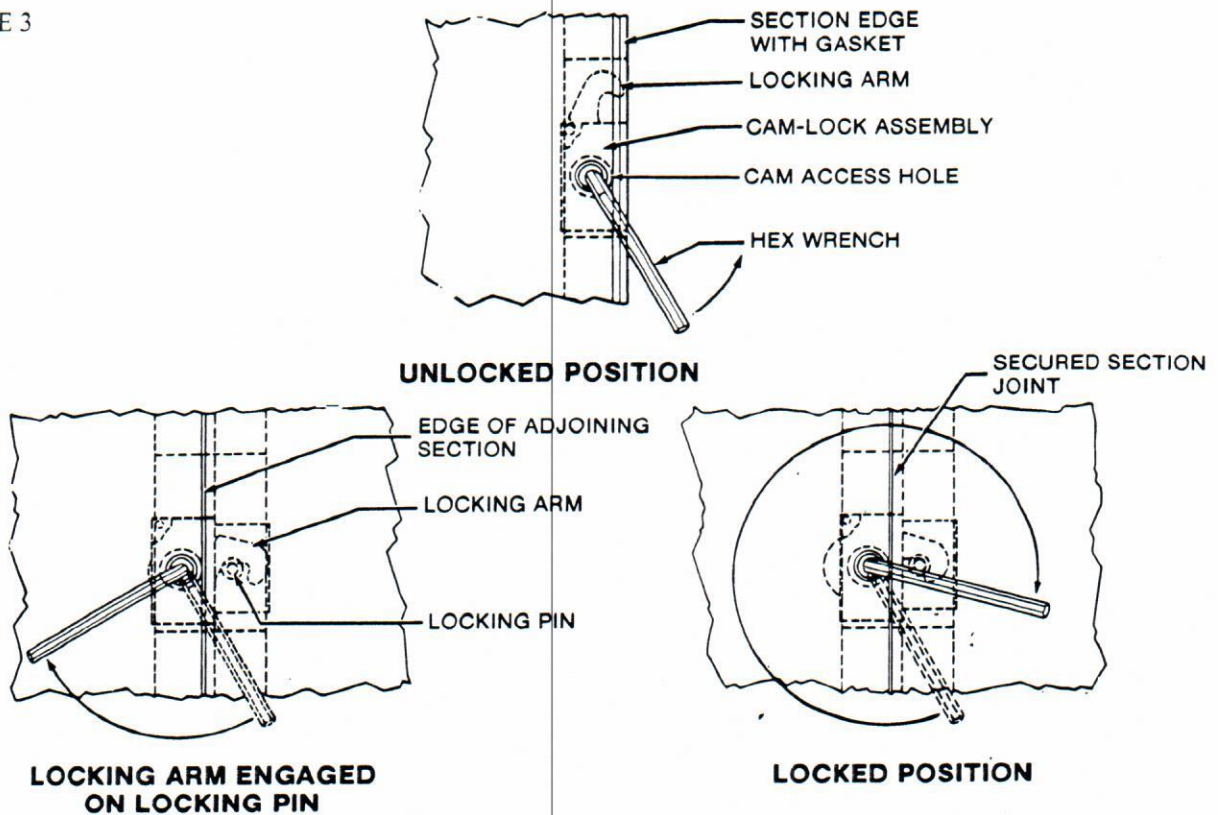 E 3
SECTION EDGE
WITH GASKET
LOCKING ARM
CAM-LOCK ASSEMBLY
CAM ACCESS HOLE
HEX WRENCH
UNLOCKED POSITION
EDGE OF ADJOINING
SECTION
LOCKING ARM
LOCKING PIN
LOCKING ARM ENGAGED
ON LOCKING PIN
SECURED SECTION
JOINT
LOCKED POSITION